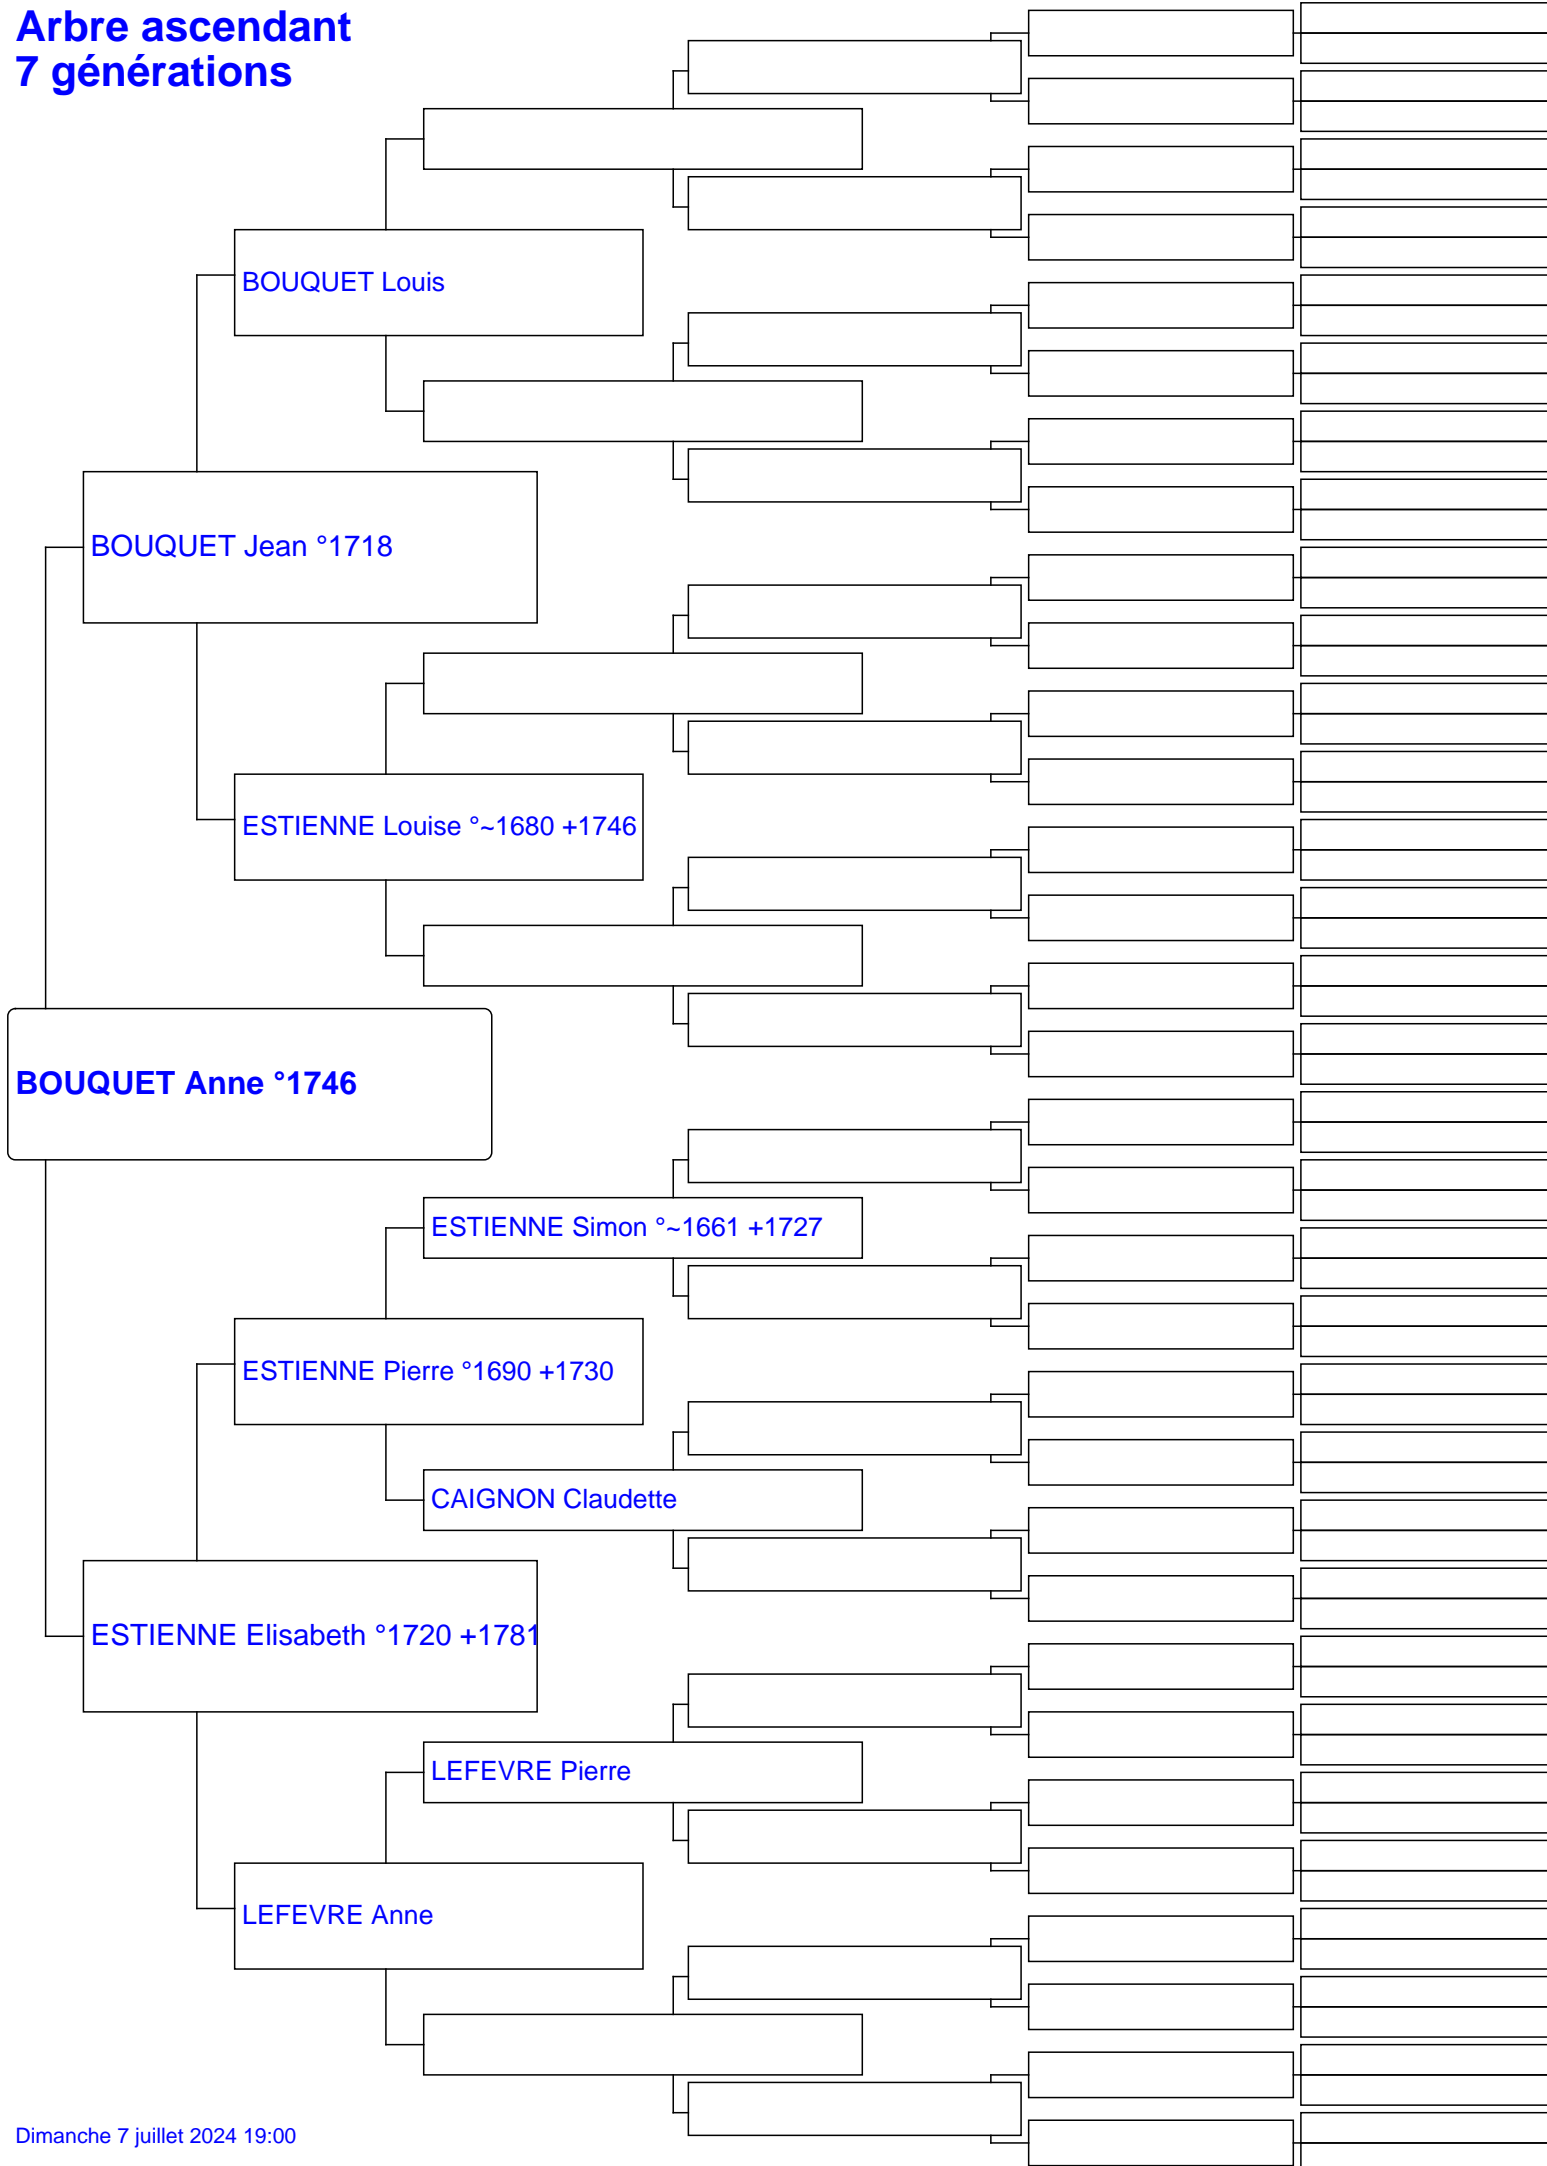 Arbre ascendant
7 générations
BOUQUET Louis
BOUQUET Jean °1718
ESTIENNE Louise °~1680 +1746
BOUQUET Anne °1746
ESTIENNE Simon °~1661 +1727
ESTIENNE Pierre °1690 +1730
CAIGNON Claudette
ESTIENNE Elisabeth °1720 +1781
LEFEVRE Pierre
LEFEVRE Anne
Dimanche 7 juillet 2024 19:00